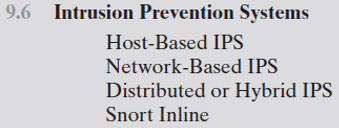 9.6 Intrusion Prevention Systems
Host-Based IPS
Network-Based IPS
Distributed or Hybrid IPS
Snort Inline